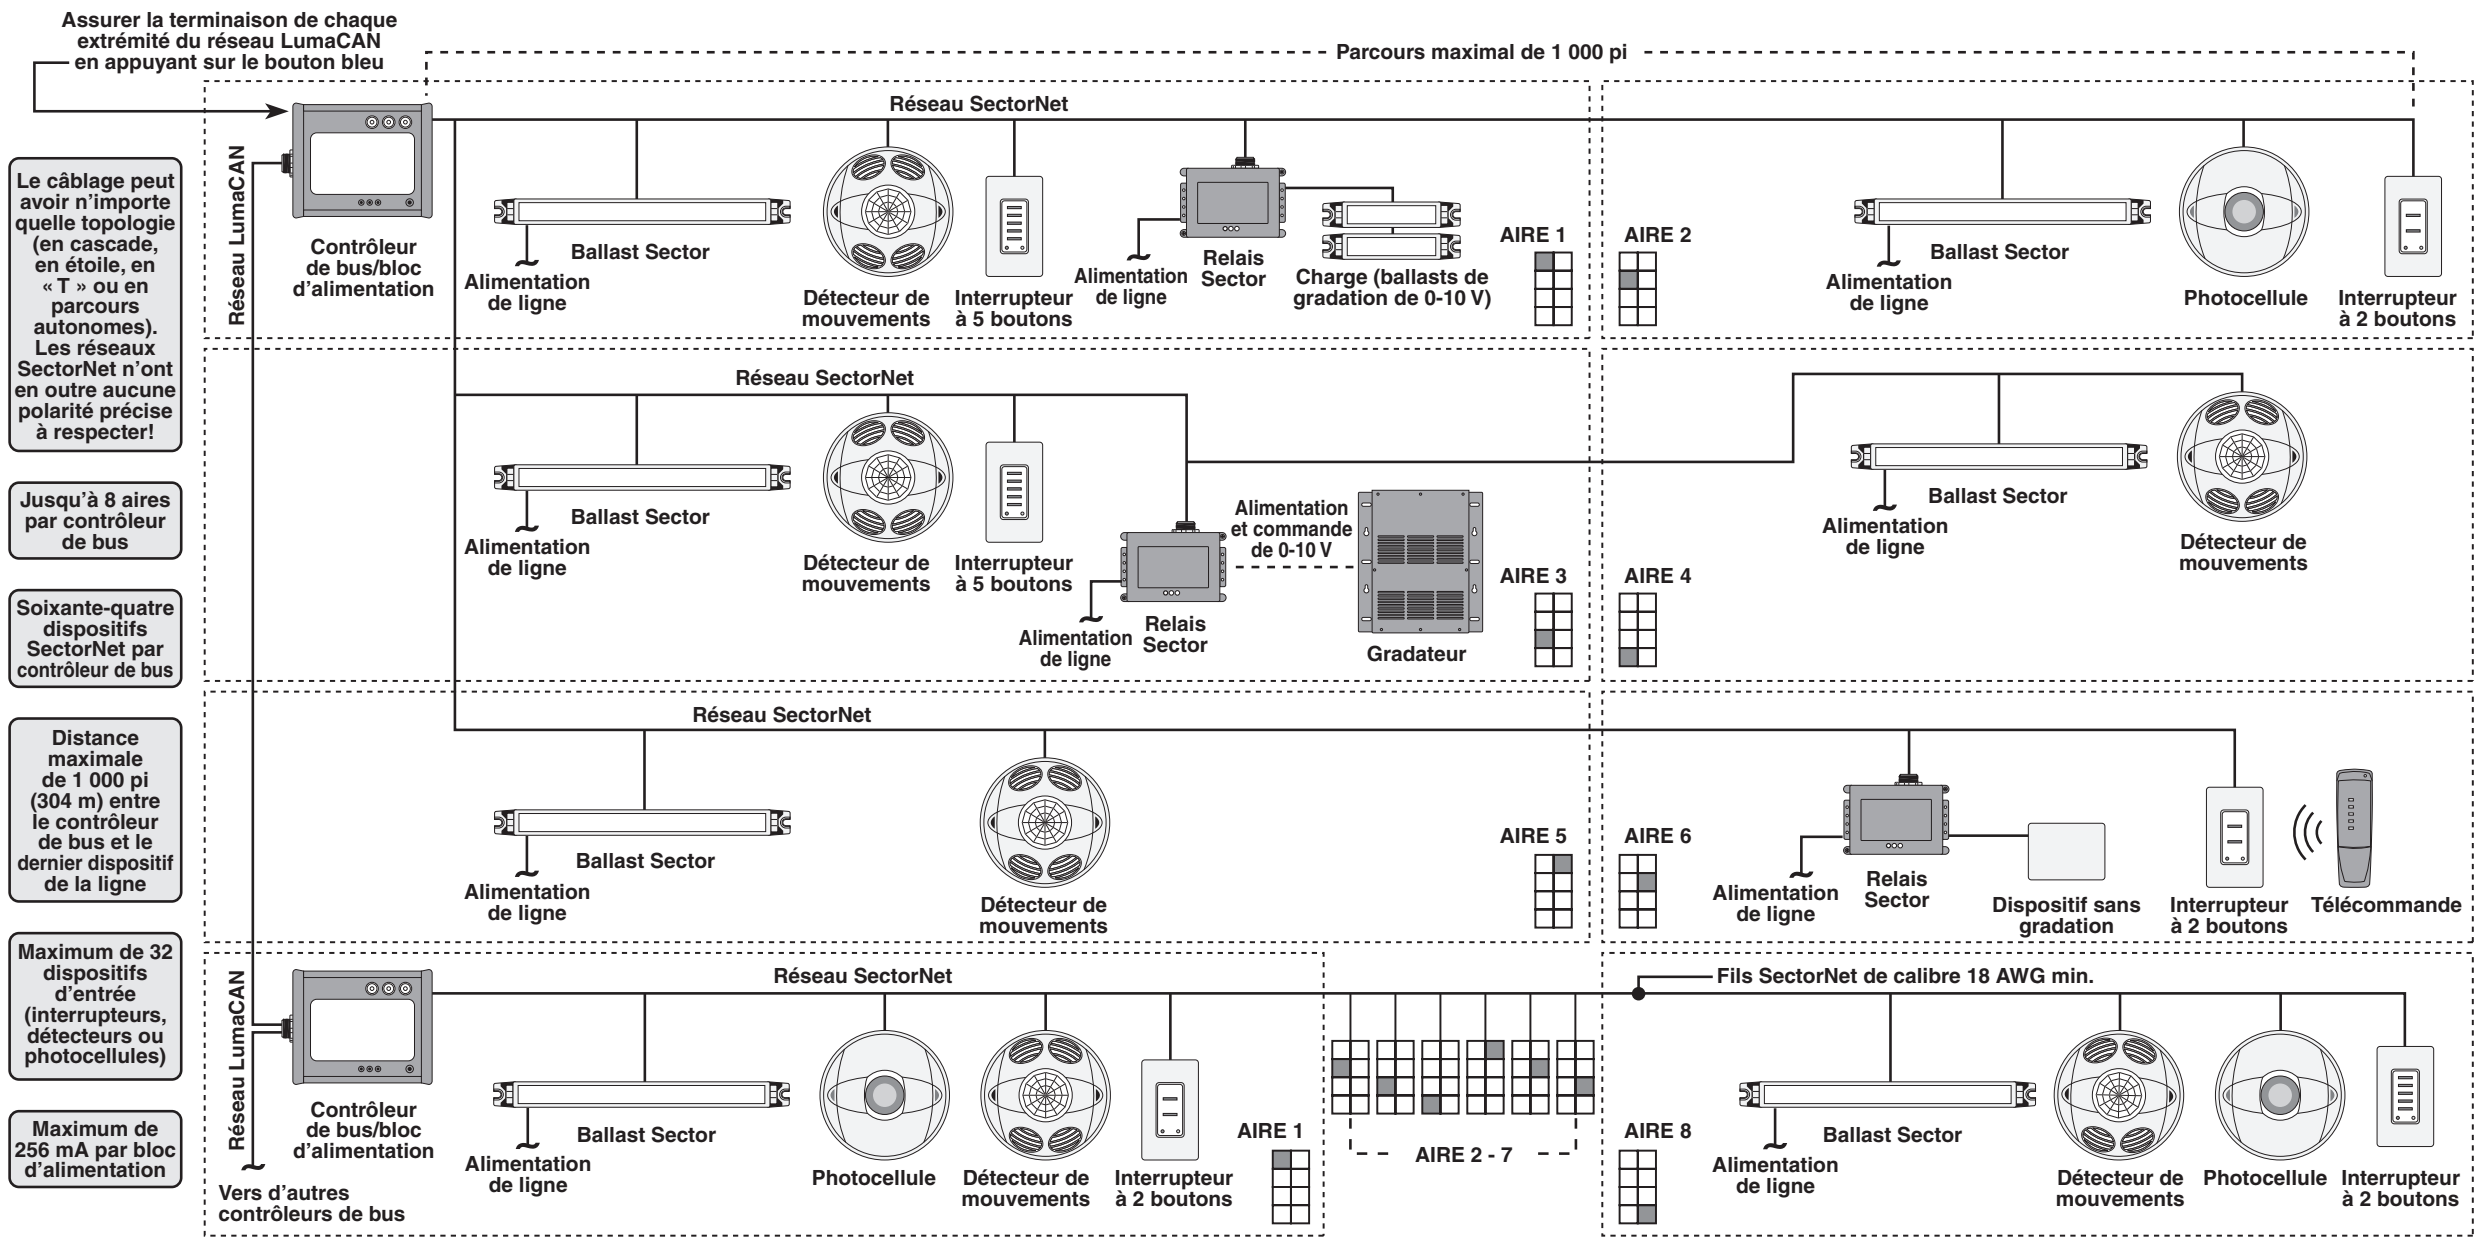 Assurer la terminaison de chaque
extrémité du réseau LumaCAN
en appuyant sur le bouton bleu
Parcours maximal de 1 000 pi
Le câblage peut
avoir n’importe
quelle topologie
(en cascade,
en étoile, en
« T » ou en
parcours
autonomes).
Les réseaux
SectorNet n’ont
en outre aucune
polarité précise
à respecter!
Jusqu’à 8 aires
par contrôleur
de bus
Soixante-quatre
dispositifs
SectorNet par
contrôleur de bus
Distance
maximale
de 1 000 pi
(304 m) entre
le contrôleur
de bus et le
dernier dispositif
de la ligne
Maximum de 32
dispositifs
d’entrée
(interrupteurs,
détecteurs ou
photocellules)
Maximum de
256 mA par bloc
d’alimentation
Réseau LumaCAN
Réseau SectorNet
Contrôleur
de bus/bloc
d’alimentation
Alimentation
de ligne
Ballast Sector
Détecteur de
mouvements
Interrupteur
à 5 boutons
Alimentation
de ligne
Relais
Sector
Charge (ballasts de
gradation de 0-10 V)
AIRE 1
AIRE 2
Alimentation
de ligne
Ballast Sector
Photocellule
Interrupteur
à 2 boutons
Réseau SectorNet
Alimentation
de ligne
Ballast Sector
Détecteur de
mouvements
Interrupteur
à 5 boutons
Alimentation
de ligne
Relais
Sector
Alimentation
et commande
de 0-10 V
Gradateur
AIRE 3
AIRE 4
Alimentation
de ligne
Ballast Sector
Détecteur de
mouvements
Réseau SectorNet
Alimentation
de ligne
Ballast Sector
Détecteur de
mouvements
AIRE 5
AIRE 6
Alimentation
de ligne
Relais
Sector
Dispositif sans
gradation
Interrupteur
à 2 boutons
Télécommande
Réseau LumaCAN
Réseau SectorNet
Fils SectorNet de calibre 18 AWG min.
Contrôleur
de bus/bloc
d’alimentation
Vers d’autres
contrôleurs de bus
Alimentation
de ligne
Ballast Sector
Photocellule
Détecteur de
mouvements
Interrupteur
à 2 boutons
AIRE 1
AIRE 2 - 7
AIRE 8
Alimentation
de ligne
Ballast Sector
Détecteur de
mouvements
Photocellule
Interrupteur
à 2 boutons